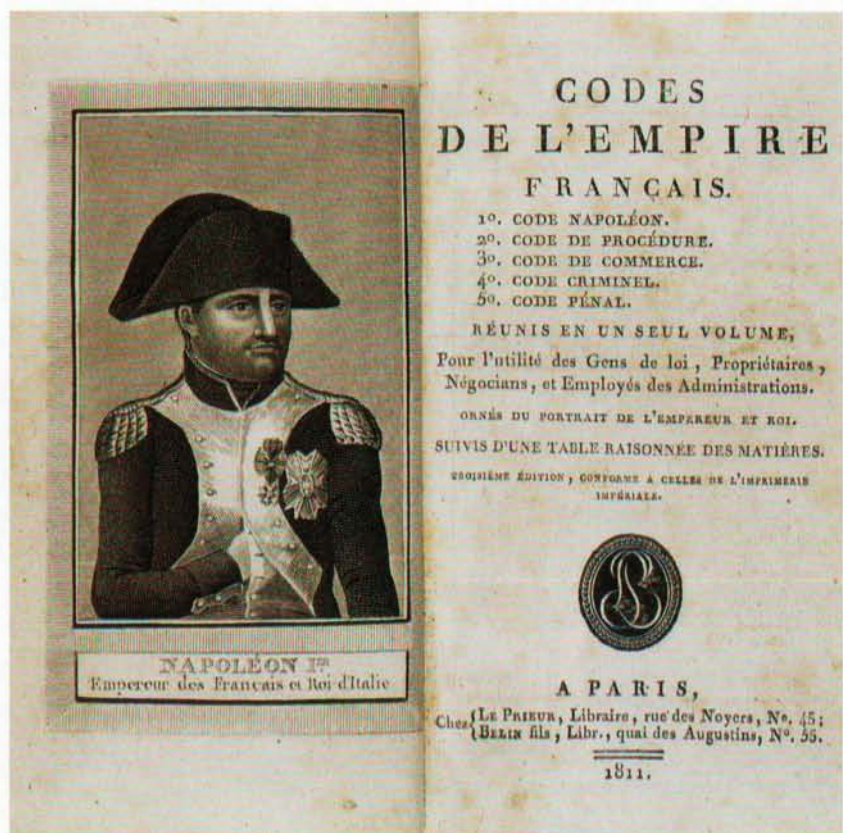 NAPOLÉON Ier
Empereur des Français et Roi d'Italie
CODES
DE L'EMPIRE
FRANÇAIS.
1º. CODE NAPOLÉON.
2º. CODE DE PROCÉDURE.
3º. CODE DE COMMERCE.
4º. CODE CRIMINEL.
5º. CODE PÉNAL.
RÉUNIS EN UN SEUL VOLUME,
Pour l'utilité des Gens de loi, Propriétaires,
Négocians, et Employés des Administrations.
ORNÉS DU PORTRAIT DE L'EMPEREUR ET ROI.
SUIVIS D'UNE TABLE RAISONNÉE DES MATIÈRES.
TROISIÈME ÉDITION, CONFORME A CELLES DE L'IMPRIMERIE
IMPÉRIALE.
A PARIS,
Chez {LE PRIEUR, Libraire, rue des Noyers, Nº. 45;
{BELIN fils, Libr., quai des Augustins, Nº. 55.
1811.